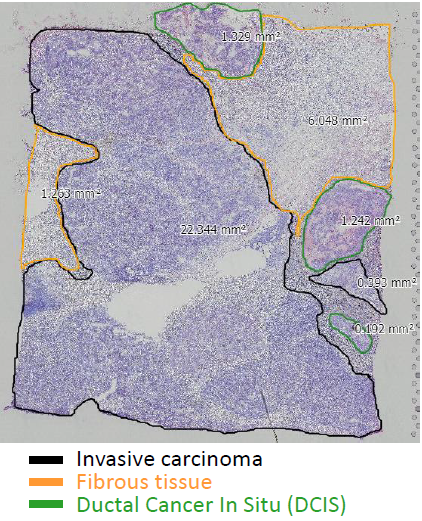 1.329 mm²
6.048 mm²
1.263 mm²
1.242 mm²
22.344 mm²
0.393 mm²
0.192 mm²
Invasive carcinoma
Fibrous tissue
Ductal Cancer In Situ (DCIS)